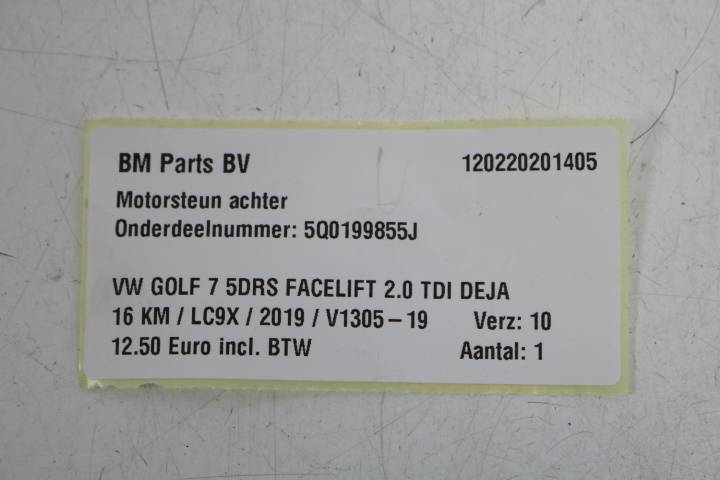 BM Parts BV 120220201405
Motorsteun achter
Onderdeelnummer: 5Q0199855J
VW GOLF 7 5DRS FACELIFT 2.0 TDI DEJA
16 KM / LC9X / 2019 / V1305-19 Verz: 10
12.50 Euro incl. BTW Aantal: 1